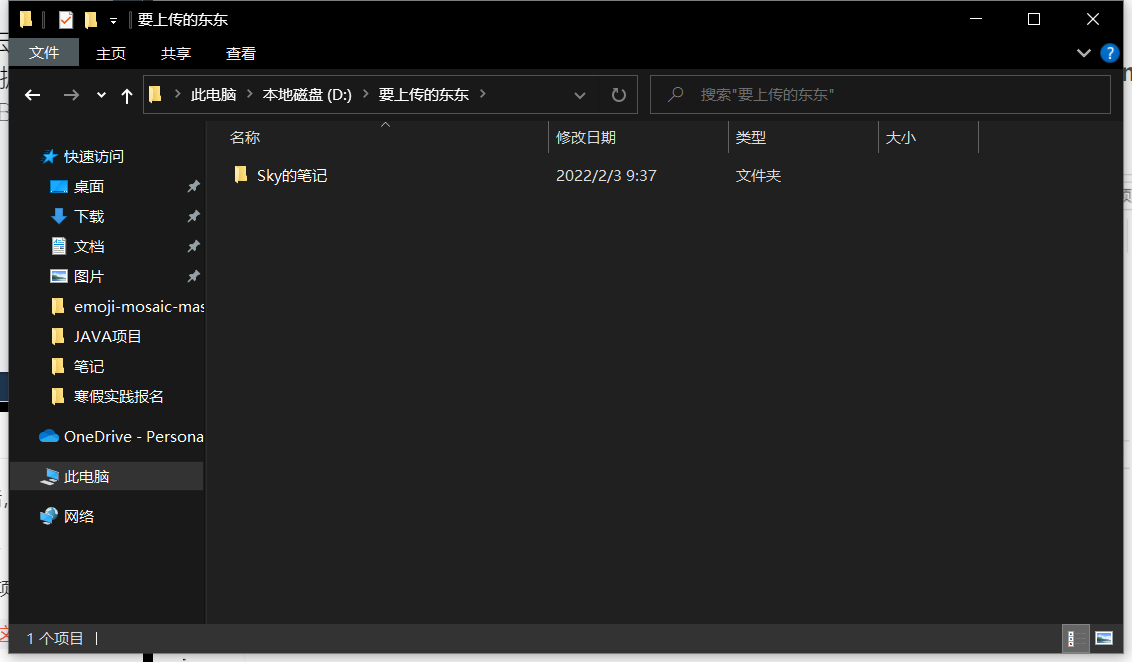 要上传的东东
文件 主页 共享 查看
此电脑 本地磁盘 (D:) 要上传的东东 搜索"要上传的东东"
名称 修改日期 类型 大小
Sky的笔记 2022/2/3 9:37 文件夹
快速访问
桌面
下载
文档
图片
emoji-mosaic-mas
JAVA项目
笔记
寒假实践报名
OneDrive - Persona
此电脑
网络
1 个项目